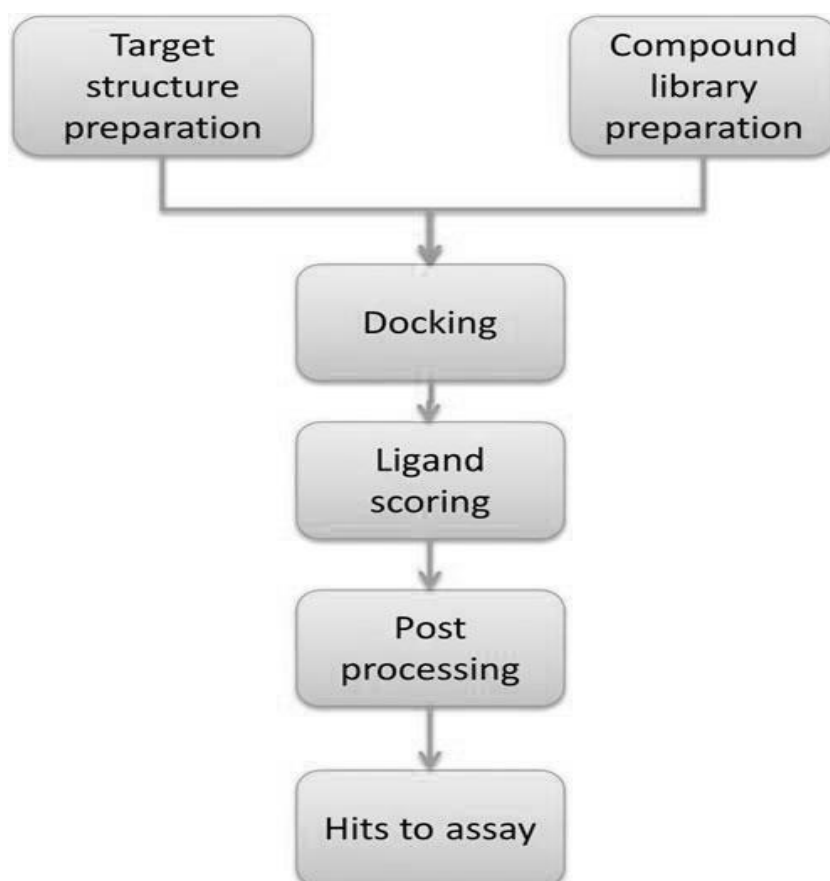 Target
structure
preparation
Compound
library
preparation
Docking
Ligand
scoring
Post
processing
Hits to assay